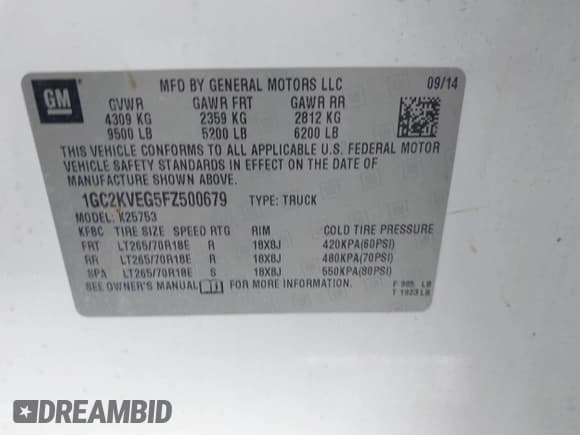 GM
MFD BY GENERAL MOTORS LLC 09/14
GVWR GAWR FRT GAWR RR
4309 KG 2359 KG 2812 KG
9500 LB 5200 LB 6200 LB
THIS VEHICLE CONFORMS TO ALL APPLICABLE U.S. FEDERAL MOTOR
VEHICLE SAFETY STANDARDS IN EFFECT ON THE DATE OF
MANUFACTURE SHOWN ABOVE.
1GC2KVEG5FZ500679 TYPE: TRUCK
MODEL: K25753
KFBC TIRE SIZE SPEED RTG RIM COLD TIRE PRESSURE
FRT LT265/70R18E R 18X8J 420KPA(60PSI)
RR LT265/70R18E R 18X8J 480KPA(70PSI)
SPA LT265/70R18E S 18X8J 550KPA(80PSI)
SEE OWNER'S MANUAL FOR MORE INFORMATION.
F 985 LB
T 1923 LB
DREAMBID